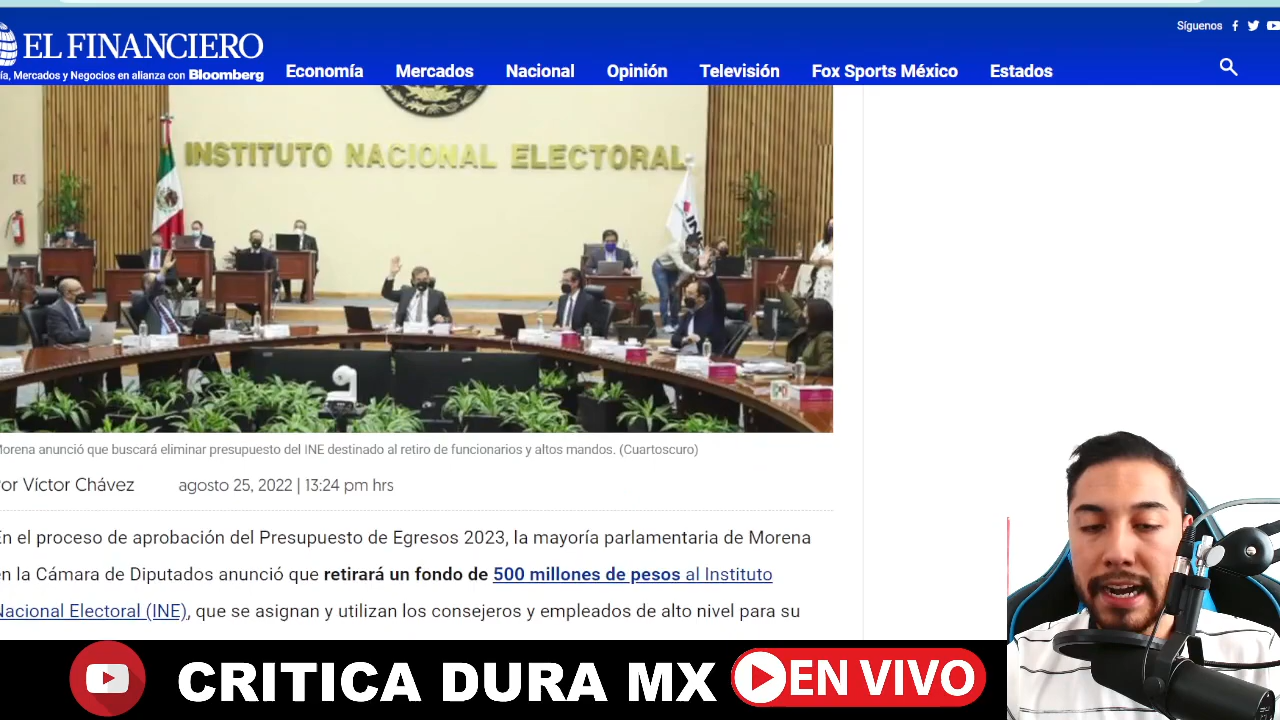 EL FINANCIERO
ía, Mercados y Negocios en alianza con Bloomberg
Economía Mercados Nacional Opinión Televisión Fox Sports México Estados
Síguenos
INSTITUTO NACIONAL ELECTORAL
INE
PRI
Morena anunció que buscará eliminar presupuesto del INE destinado al retiro de funcionarios y altos mandos. (Cuartoscuro)
or Víctor Chávez agosto 25, 2022 | 13:24 pm hrs
En el proceso de aprobación del Presupuesto de Egresos 2023, la mayoría parlamentaria de Morena
en la Cámara de Diputados anunció que retirará un fondo de 500 millones de pesos al Instituto
Nacional Electoral (INE), que se asignan y utilizan los consejeros y empleados de alto nivel para su
CRITICA DURA MX EN VIVO